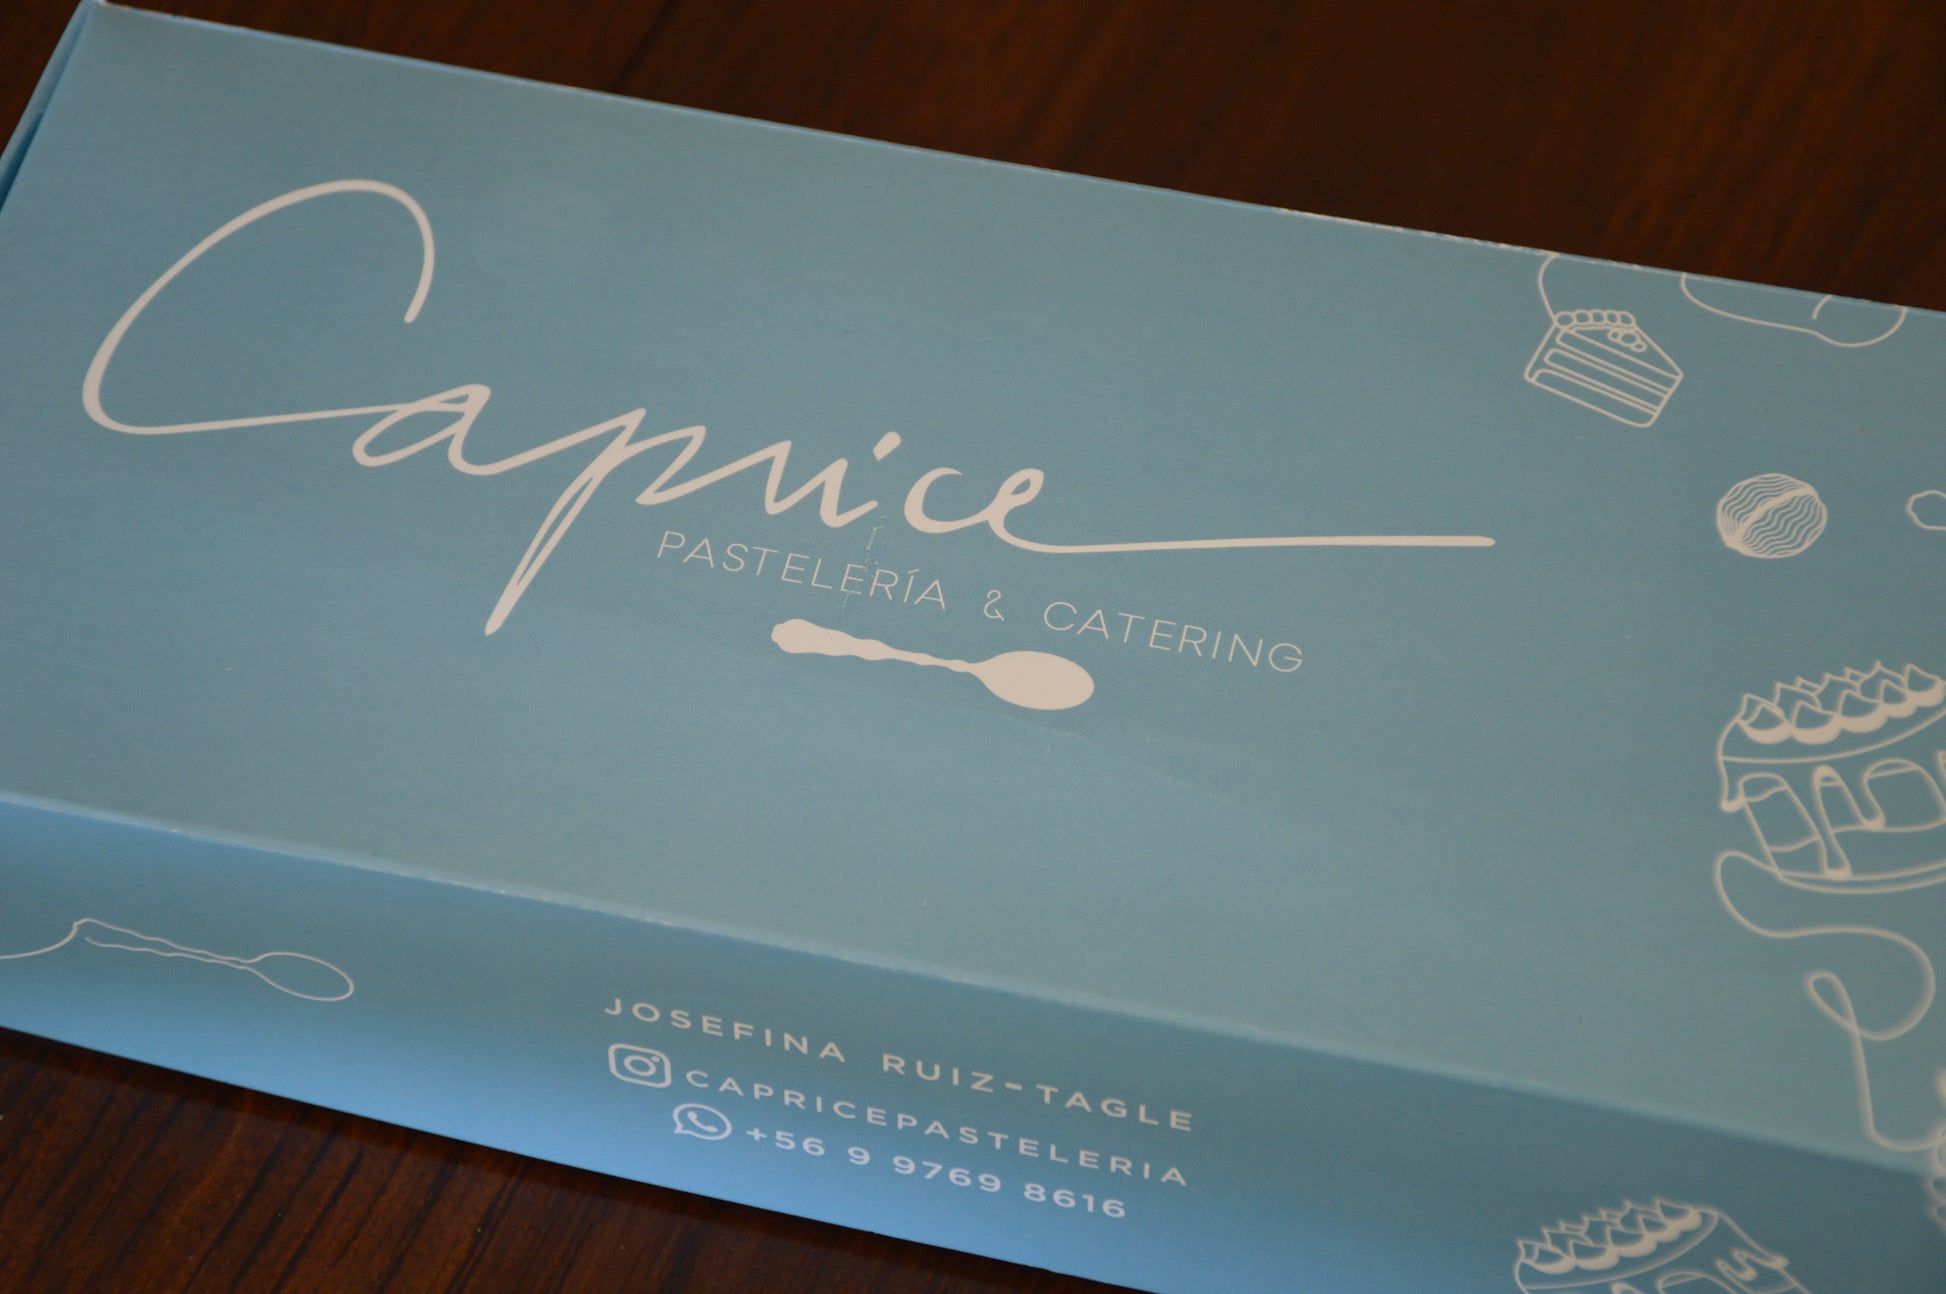 Caprice
PASTELERÍA & CATERING
JOSEFINA RUIZ-TAGLE
CAPRICEPASTELERIA
+56 9 9769 8616